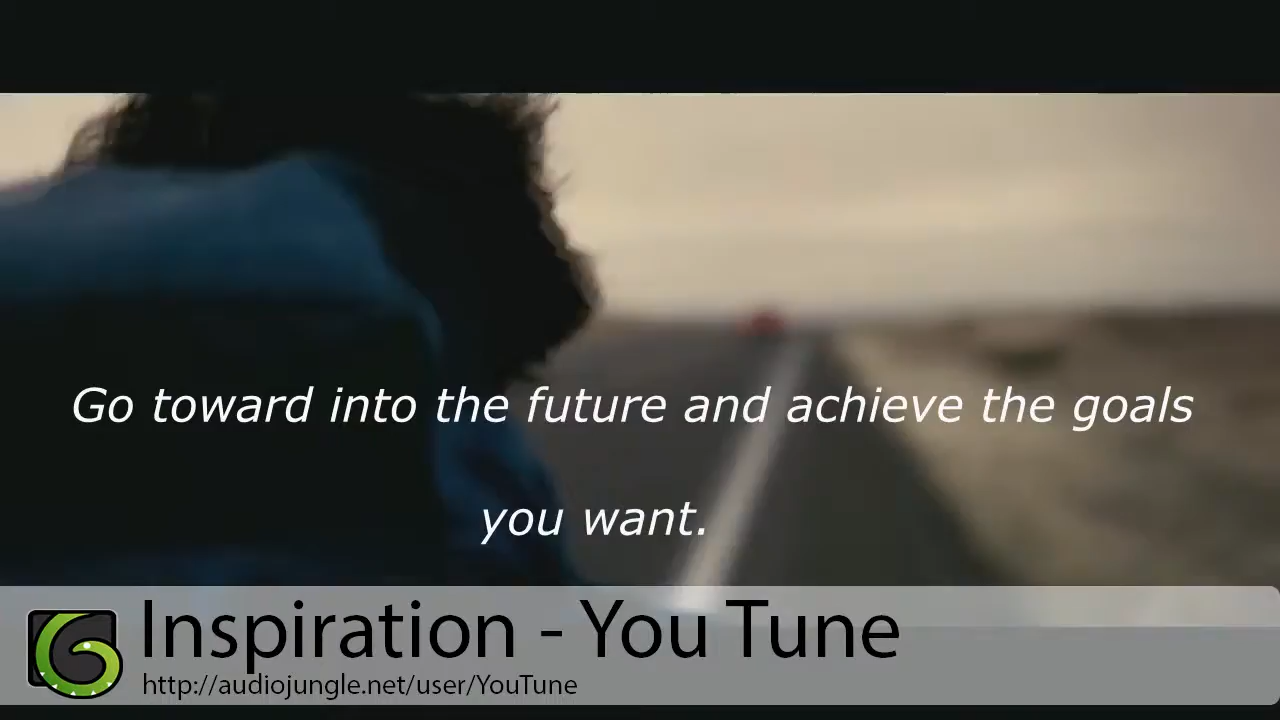 Go toward into the future and achieve the goals
you want.
Inspiration - You Tune
http://audiojungle.net/user/YouTune